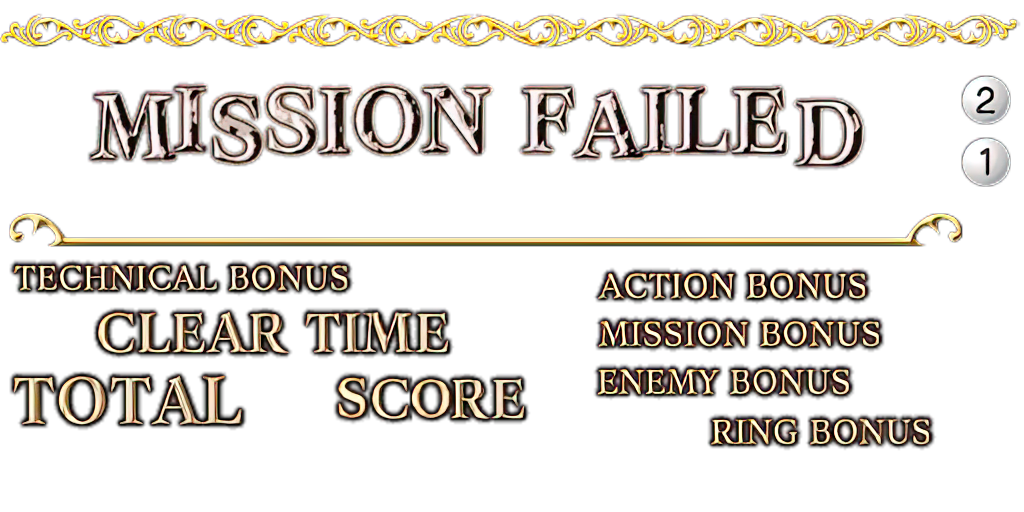 MISSION FAILED
2
1
TECHNICAL BONUS
CLEAR TIME
TOTAL SCORE
ACTION BONUS
MISSION BONUS
ENEMY BONUS
RING BONUS